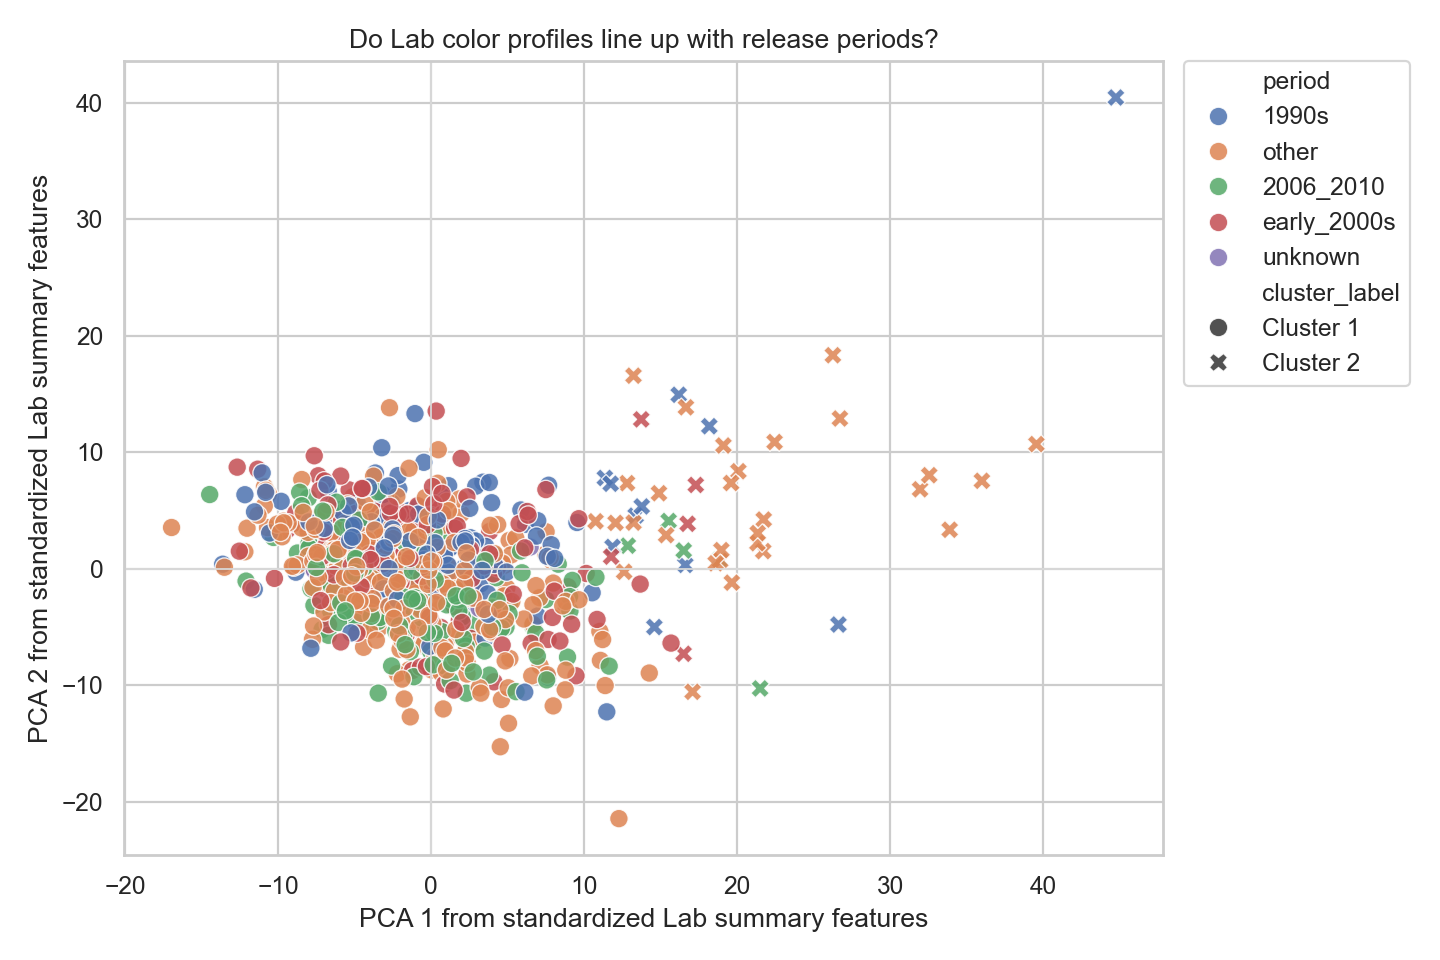 Do Lab color profiles line up with release periods?
PCA 2 from standardized Lab summary features
40
30
20
10
0
−10
−20
−20
−10
0
10
20
30
40
PCA 1 from standardized Lab summary features
period
1990s
other
2006_2010
early_2000s
unknown
cluster_label
Cluster 1
Cluster 2